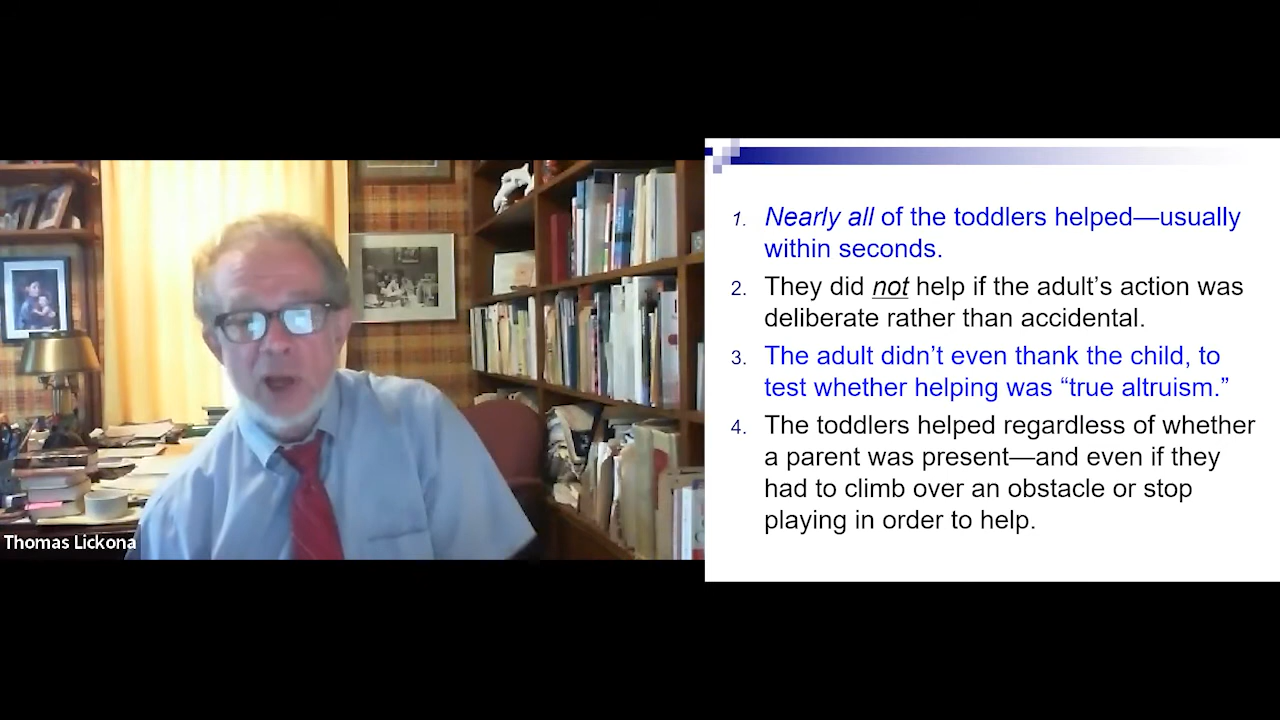 Thomas Lickona
1. Nearly all of the toddlers helped—usually
within seconds.
2. They did not help if the adult’s action was
deliberate rather than accidental.
3. The adult didn’t even thank the child, to
test whether helping was “true altruism.”
4. The toddlers helped regardless of whether
a parent was present—and even if they
had to climb over an obstacle or stop
playing in order to help.